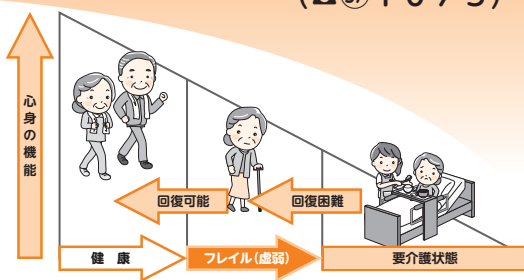 心身の機能
回復可能
回復困難
健 康
フレイル(虚弱)
要介護状態